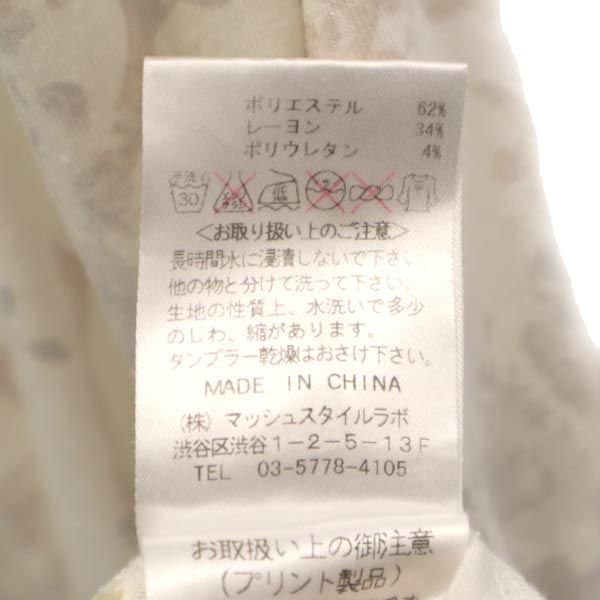 ポリエステル 62%
レーヨン 34%
ポリウレタン 4%
手洗イ 30 低
<お取り扱い上のご注意>
長時間水に浸漬しないで下さい。
他の物と分けて洗って下さい。
生地の性質上、水洗いで多少
のしわ、縮があります。
タンブラー乾燥はおさけ下さい。
MADE IN CHINA
(株) マッシュスタイルラボ
渋谷区渋谷1-2-5-13F
TEL 03-5778-4105
お取扱い上の御注意
(プリント製品)